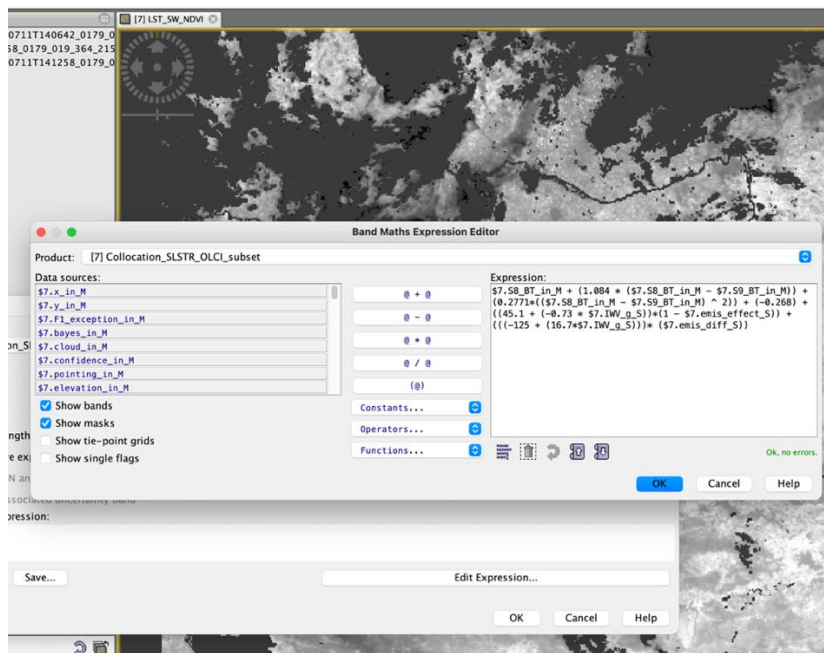 [7] LST_SW_NDVI
0711T140642_0179_0
58_0179_019_364_215
0711T141258_0179_0
Band Maths Expression Editor
Product: [7] Collocation_SLSTR_OLCI_subset
Data sources:
$7.x_in_M
$7.y_in_M
$7.F1_exception_in_M
$7.bayes_in_M
$7.cloud_in_M
$7.confidence_in_M
$7.pointing_in_M
$7.elevation_in_M
Show bands
Show masks
Show tie-point grids
Show single flags
@ + @
@ - @
@ * @
@ / @
(@)
Constants...
Operators...
Functions...
Expression:
$7.S8_BT_in_M + (1.084 * ($7.S8_BT_in_M - $7.S9_BT_in_M)) +
(0.2771*(($7.S8_BT_in_M - $7.S9_BT_in_M) ^ 2)) + (-0.268) +
((45.1 + (-0.73 * $7.IWV_g_S))*(1 - $7.emis_effect_S)) +
(((-125 + (16.7*$7.IWV_g_S)))* ($7.emis_diff_S))
Ok, no errors.
OK Cancel Help
on_SI
ngth
re exp
N an
associated uncertainty band
pression:
Save... Edit Expression...
OK Cancel Help